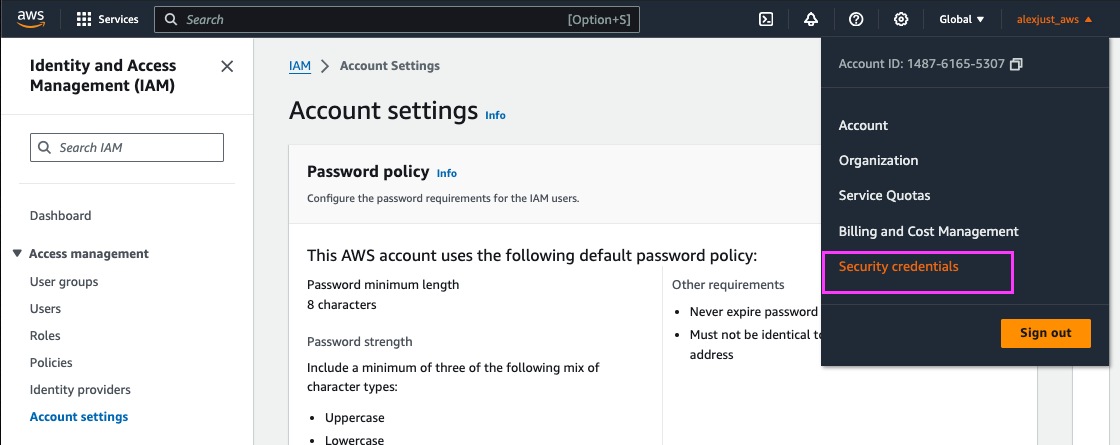 aws
Services
Search
[Option+S]
Global
alexjust_aws
Identity and Access
Management (IAM)
Search IAM
Dashboard
Access management
User groups
Users
Roles
Policies
Identity providers
Account settings
IAM
Account Settings
Account settings Info
Password policy Info
Configure the password requirements for the IAM users.
This AWS account uses the following default password policy:
Password minimum length
8 characters
Password strength
Include a minimum of three of the following mix of
character types:
Uppercase
Lowercase
Other requirements
Never expire password
Must not be identical to
address
Account ID: 1487-6165-5307
Account
Organization
Service Quotas
Billing and Cost Management
Security credentials
Sign out